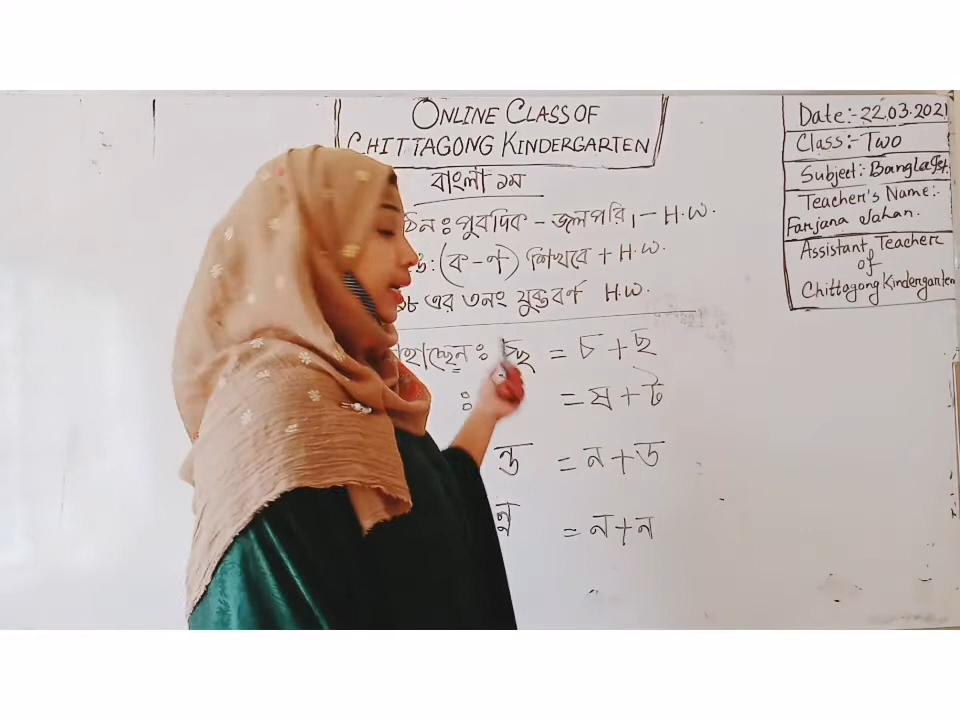 ONLINE CLASS OF
CHITTAGONG KINDERGARTEN
বাংলা ১ম
পুবদিক - জলপরি।- H.W.
(ক-ণ) শিখবে + H.W.
এর ৩নং যুক্তবর্ণ H.W.
: চ্ছ = চ + ছ
: = ষ + ট
ন্ড = ন + ড
ন্ন = ন + ন
Date:- 22.03.2021
Class:- Two
Subject: Bangla 1st.
Teacher's Name:-
Farjana Jahan.
Assistant Teacher
of
Chittagong Kindergarten